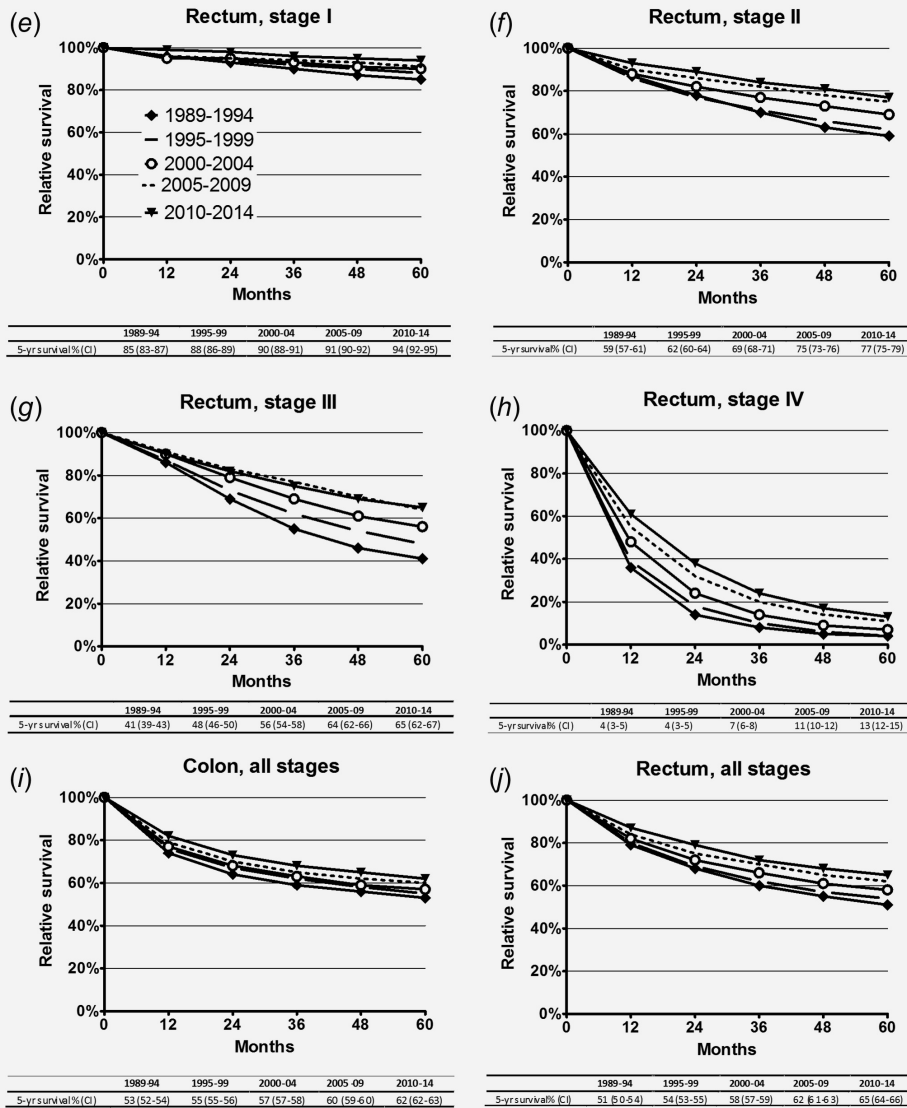 (e) Rectum, stage I
Relative survival
100%
80%
60%
40%
20%
0%
1989-1994
1995-1999
2000-2004
2005-2009
2010-2014
0 12 24 36 48 60
Months
1989-94 1995-99 2000-04 2005-09 2010-14
5-yr survival % (CI) 85 (83-87) 88 (86-89) 90 (88-91) 91 (90-92) 94 (92-95)
(f) Rectum, stage II
Relative survival
100%
80%
60%
40%
20%
0%
0 12 24 36 48 60
Months
1989-94 1995-99 2000-04 2005-09 2010-14
5-yr survival % (CI) 59 (57-61) 62 (60-64) 69 (68-71) 75 (73-76) 77 (75-79)
(g) Rectum, stage III
Relative survival
100%
80%
60%
40%
20%
0%
0 12 24 36 48 60
Months
1989-94 1995-99 2000-04 2005-09 2010-14
5-yr survival % (CI) 41 (39-43) 48 (46-50) 56 (54-58) 64 (62-66) 65 (62-67)
(h) Rectum, stage IV
Relative survival
100%
80%
60%
40%
20%
0%
0 12 24 36 48 60
Months
1989-94 1995-99 2000-04 2005-09 2010-14
5-yr survival % (CI) 4 (3-5) 4 (3-5) 7 (6-8) 11 (10-12) 13 (12-15)
(i) Colon, all stages
Relative survival
100%
80%
60%
40%
20%
0%
0 12 24 36 48 60
Months
1989-94 1995-99 2000-04 2005-09 2010-14
5-yr survival % (CI) 53 (52-54) 55 (55-56) 57 (57-58) 60 (59-60) 62 (62-63)
(j) Rectum, all stages
Relative survival
100%
80%
60%
40%
20%
0%
0 12 24 36 48 60
Months
1989-94 1995-99 2000-04 2005-09 2010-14
5-yr survival % (CI) 51 (50-54) 54 (53-55) 58 (57-59) 62 (61-63) 65 (64-66)